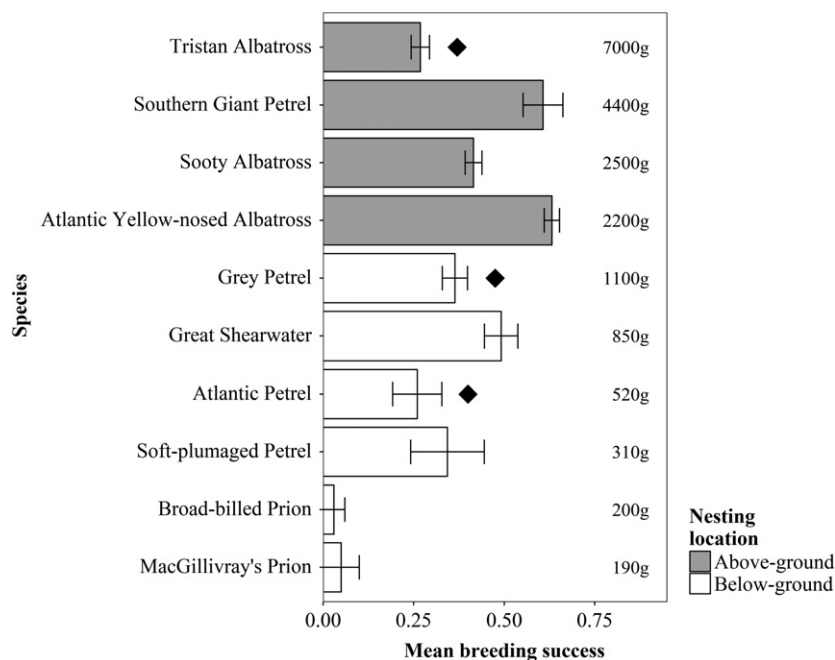 Tristan Albatross 7000g
Southern Giant Petrel 4400g
Sooty Albatross 2500g
Atlantic Yellow-nosed Albatross 2200g
Grey Petrel 1100g
Great Shearwater 850g
Atlantic Petrel 520g
Soft-plumaged Petrel 310g
Broad-billed Prion 200g
MacGillivray's Prion 190g
Species
0.00 0.25 0.50 0.75
Mean breeding success
Nesting
location
Above-ground
Below-ground